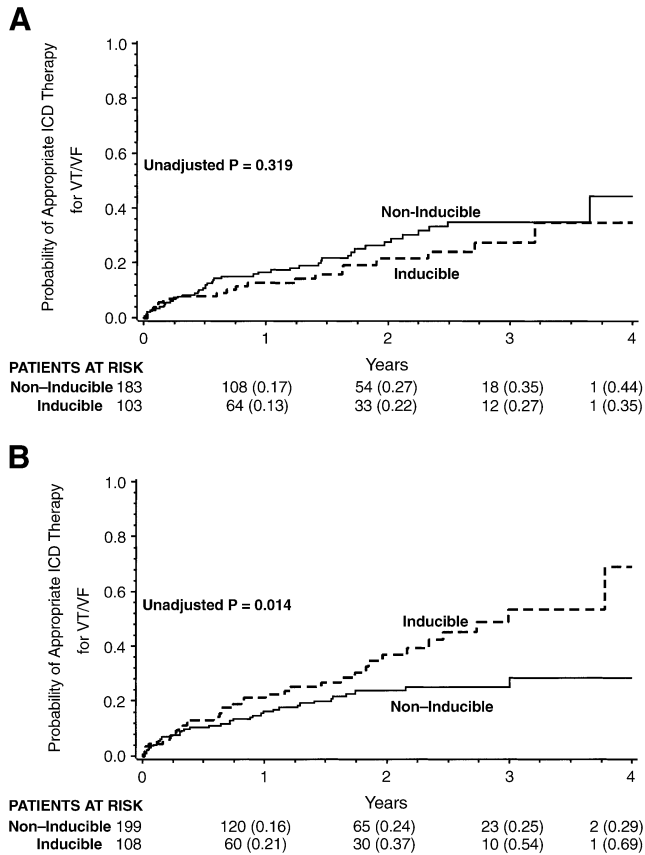 A
Probability of Appropriate ICD Therapy
for VT/VF
1.0
0.8
0.6
0.4
0.2
0.0
Unadjusted P = 0.319
Non-Inducible
Inducible
0 1 2 3 4
Years
PATIENTS AT RISK
Non–Inducible 183 108 (0.17) 54 (0.27) 18 (0.35) 1 (0.44)
Inducible 103 64 (0.13) 33 (0.22) 12 (0.27) 1 (0.35)
B
Probability of Appropriate ICD Therapy
for VT/VF
1.0
0.8
0.6
0.4
0.2
0.0
Unadjusted P = 0.014
Inducible
Non–Inducible
0 1 2 3 4
Years
PATIENTS AT RISK
Non–Inducible 199 120 (0.16) 65 (0.24) 23 (0.25) 2 (0.29)
Inducible 108 60 (0.21) 30 (0.37) 10 (0.54) 1 (0.69)